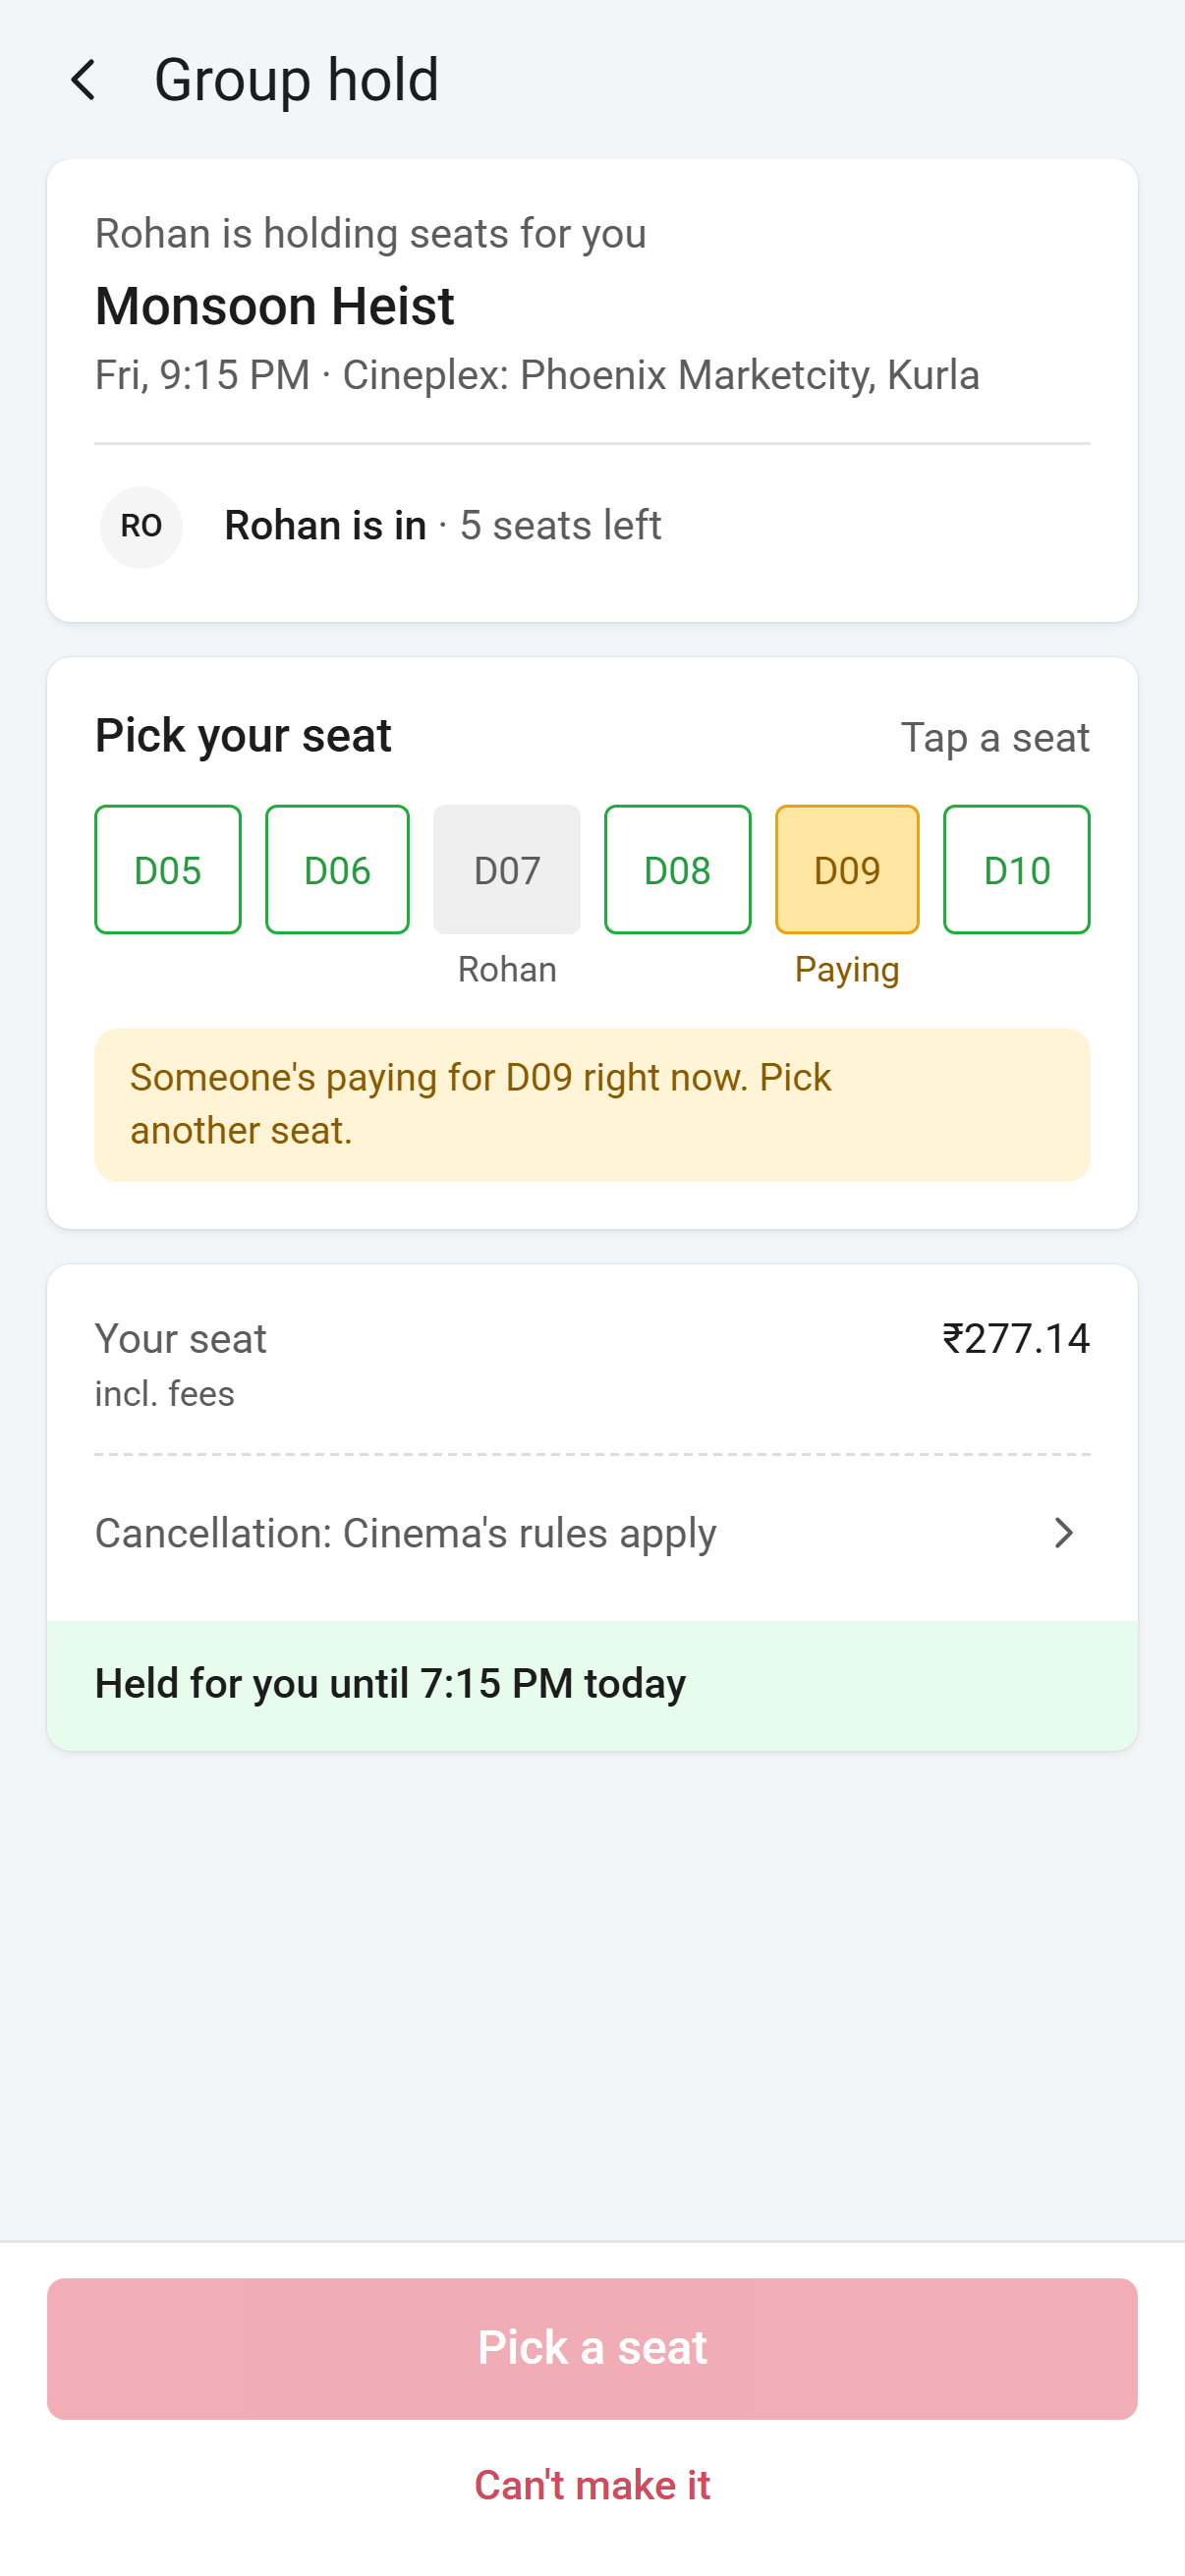 Group hold
Rohan is holding seats for you
Monsoon Heist
Fri, 9:15 PM · Cineplex: Phoenix Marketcity, Kurla
RO
Rohan is in · 5 seats left
Pick your seat
Tap a seat
D05 D06 D07 D08 D09 D10
Rohan Paying
Someone's paying for D09 right now. Pick
another seat.
Your seat ₹277.14
incl. fees
Cancellation: Cinema's rules apply
Held for you until 7:15 PM today
Pick a seat
Can't make it